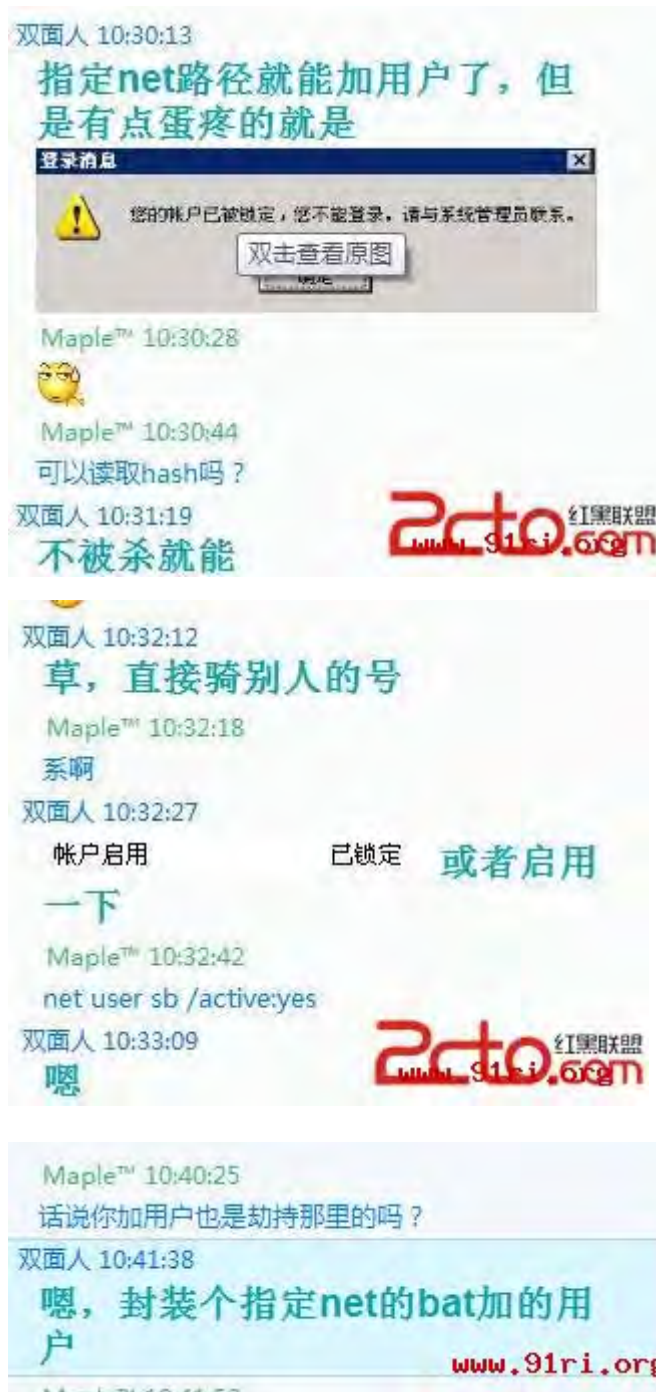 双面人 10:30:13
指定net路径就能加用户了，但
是有点蛋疼的就是
登录消息
您的帐户已被锁定，您不能登录。请与系统管理员联系。
双击查看原图
Maple™ 10:30:28
Maple™ 10:30:44
可以读取hash吗？
双面人 10:31:19
不被杀就能
2cto.com 红黑联盟
www.91ri.org
双面人 10:32:12
草，直接骑别人的号
Maple™ 10:32:18
系啊
双面人 10:32:27
帐户启用 已锁定 或者启用
一下
Maple™ 10:32:42
net user sb /active:yes
双面人 10:33:09
嗯
2cto.com 红黑联盟
www.91ri.org
Maple™ 10:40:25
话说你加用户也是劫持那里的吗？
双面人 10:41:38
嗯，封装个指定net的bat加的用
户
www.91ri.org